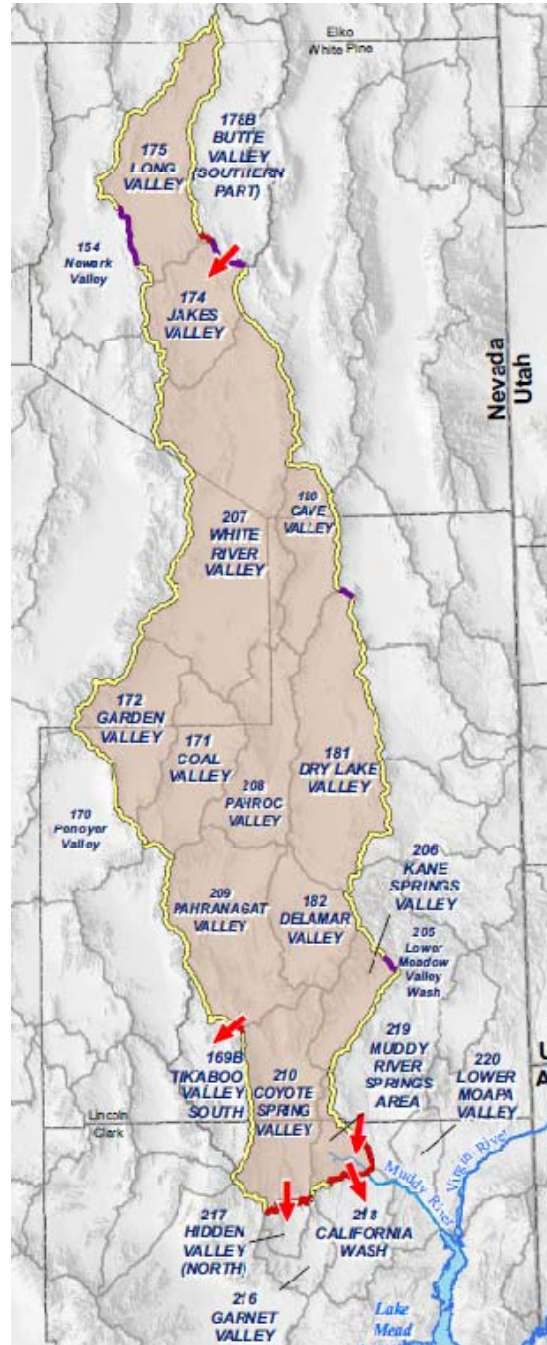 Elko
White Pine
178B
BUTTE
VALLEY
(SOUTHERN
PART)
175
LONG
VALLEY
154
Newark
Valley
174
JAKES
VALLEY
Nevada
Utah
180
CAVE
VALLEY
207
WHITE
RIVER
VALLEY
172
GARDEN
VALLEY
171
COAL
VALLEY
181
DRY LAKE
VALLEY
208
PAHROC
VALLEY
170
Penoyer
Valley
206
KANE
SPRINGS
VALLEY
209
PAHRANAGAT
VALLEY
182
DELAMAR
VALLEY
205
Lower
Meadow
Valley
Wash
219
MUDDY
RIVER
SPRINGS
AREA
169B
TIKABOO
VALLEY
SOUTH
210
COYOTE
SPRING
VALLEY
220
LOWER
MOAPA
VALLEY
U
A
Lincoln
Clark
Muddy River
Virgin River
217
HIDDEN
VALLEY
(NORTH)
218
CALIFORNIA
WASH
216
GARNET
VALLEY
Lake
Mead